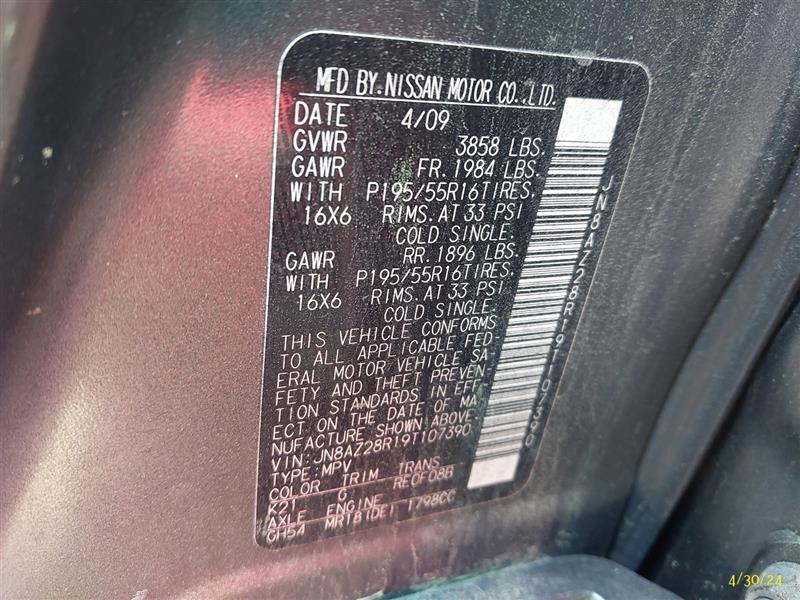 MFD BY. NISSAN MOTOR CO., LTD.
DATE 4/09
GVWR 3858 LBS.
GAWR FR. 1984 LBS.
WITH P195/55R16TIRES.
16X6 RIMS. AT 33 PSI
COLD SINGLE.
GAWR RR. 1896 LBS.
WITH P195/55R16TIRES.
16X6 RIMS. AT 33 PSI
COLD SINGLE.
THIS VEHICLE CONFORMS
TO ALL APPLICABLE FED-
ERAL MOTOR VEHICLE SA-
FETY AND THEFT PREVEN-
TION STANDARDS IN EFF-
ECT ON THE DATE OF MA-
NUFACTURE SHOWN ABOVE.
VIN: JN8AZ28R19T107390
TYPE: MPV
COLOR TRIM TRANS
K21 G RE0F08B
AXLE ENGINE
GH54 MR18(DE) 1798CC
JN8AZ28R19T107390
4/30/24